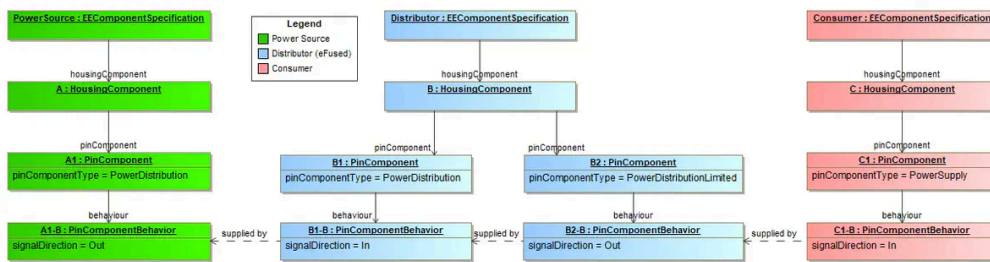 PowerSource : EEComponentSpecification
Legend
Power Source
Distributor (eFused)
Consumer
Distributor : EEComponentSpecification
Consumer : EEComponentSpecification
housingComponent
housingComponent
housingComponent
A : HousingComponent
B : HousingComponent
C : HousingComponent
pinComponent
pinComponent
pinComponent
pinComponent
A1 : PinComponent
pinComponentType = PowerDistribution
B1 : PinComponent
pinComponentType = PowerDistribution
B2 : PinComponent
pinComponentType = PowerDistributionLimited
C1 : PinComponent
pinComponentType = PowerSupply
behaviour
behaviour
behaviour
behaviour
A1-B : PinComponentBehavior
signalDirection = Out
supplied by
B1-B : PinComponentBehavior
signalDirection = In
supplied by
B2-B : PinComponentBehavior
signalDirection = Out
supplied by
C1-B : PinComponentBehavior
signalDirection = In